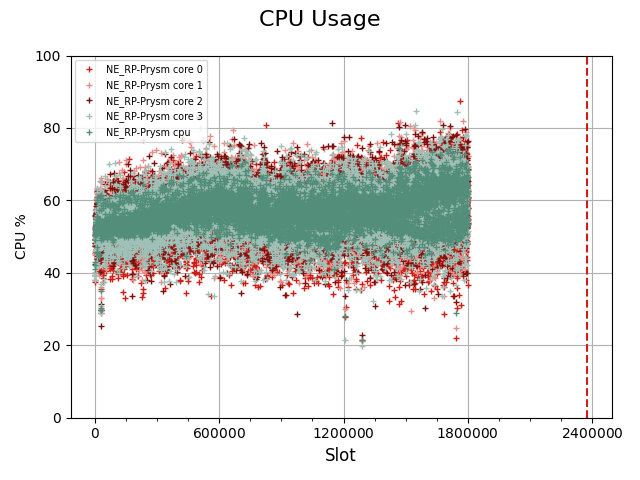 CPU Usage
100
NE_RP-Prysm core 0
NE_RP-Prysm core 1
NE_RP-Prysm core 2
NE_RP-Prysm core 3
NE_RP-Prysm cpu
80
60
CPU %
40
20
0
0 600000 1200000 1800000 2400000
Slot